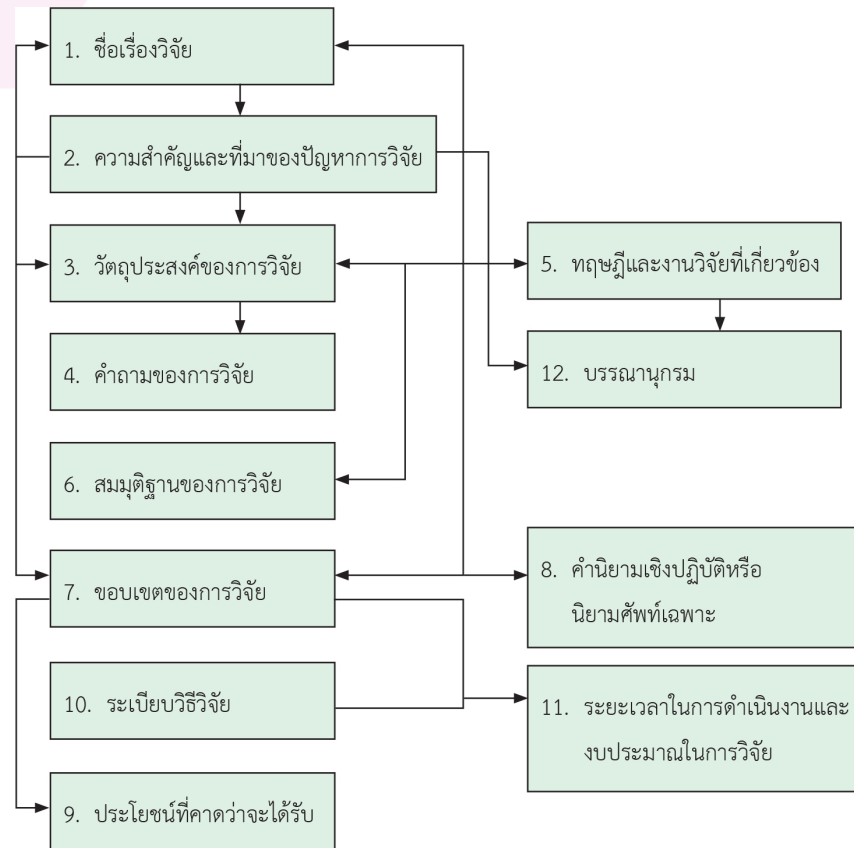 1. ชื่อเรื่องวิจัย
2. ความสำคัญและที่มาของปัญหาการวิจัย
3. วัตถุประสงค์ของการวิจัย
5. ทฤษฎีและงานวิจัยที่เกี่ยวข้อง
4. คำถามของการวิจัย
12. บรรณานุกรม
6. สมมุติฐานของการวิจัย
7. ขอบเขตของการวิจัย
8. คำนิยามเชิงปฏิบัติหรือ
นิยามศัพท์เฉพาะ
10. ระเบียบวิธีวิจัย
11. ระยะเวลาในการดำเนินงานและ
งบประมาณในการวิจัย
9. ประโยชน์ที่คาดว่าจะได้รับ